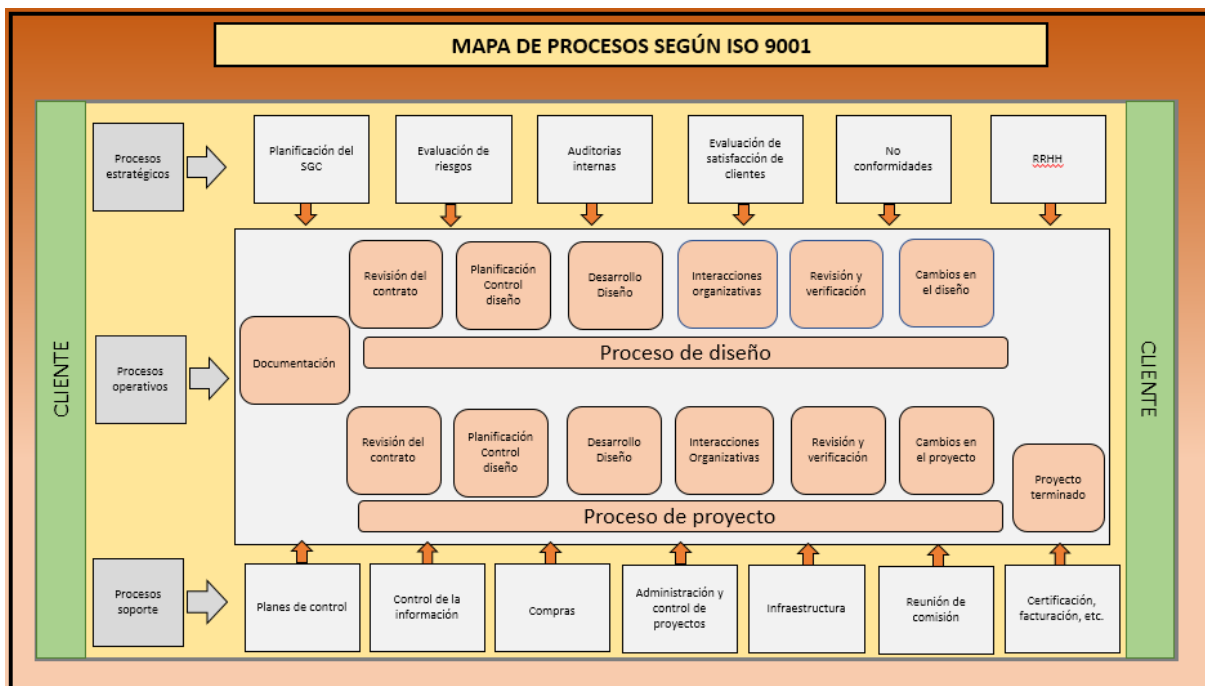 MAPA DE PROCESOS SEGÚN ISO 9001
CLIENTE
Procesos
estratégicos
Planificación del
SGC
Evaluación de
riesgos
Auditorias
internas
Evaluación de
satisfacción de
clientes
No
conformidades
RRHH
Procesos
operativos
Documentación
Revisión del
contrato
Planificación
Control
diseño
Desarrollo
Diseño
Interacciones
organizativas
Revisión y
verificación
Cambios en
el diseño
Proceso de diseño
Revisión del
contrato
Planificación
Control
diseño
Desarrollo
Diseño
Interacciones
Organizativas
Revisión y
verificación
Cambios en
el proyecto
Proyecto
terminado
Proceso de proyecto
Procesos
soporte
Planes de control
Control de la
información
Compras
Administración y
control de
proyectos
Infraestructura
Reunión de
comisión
Certificación,
facturación, etc.
CLIENTE